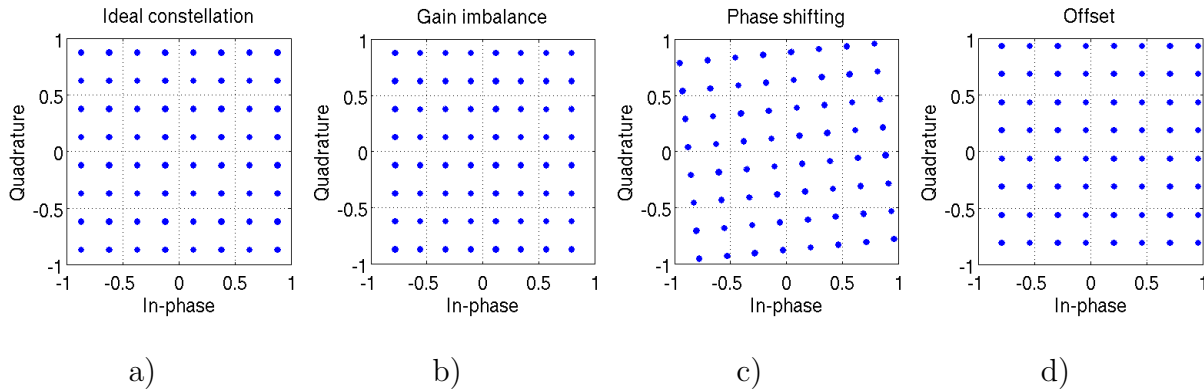 Ideal constellation
Gain imbalance
Phase shifting
Offset
1
0.5
0
-0.5
-1
Quadrature
-1 -0.5 0 0.5 1
In-phase
1
0.5
0
-0.5
-1
Quadrature
-1 -0.5 0 0.5 1
In-phase
1
0.5
0
-0.5
-1
Quadrature
-1 -0.5 0 0.5 1
In-phase
1
0.5
0
-0.5
-1
Quadrature
-1 -0.5 0 0.5 1
In-phase
a)
b)
c)
d)